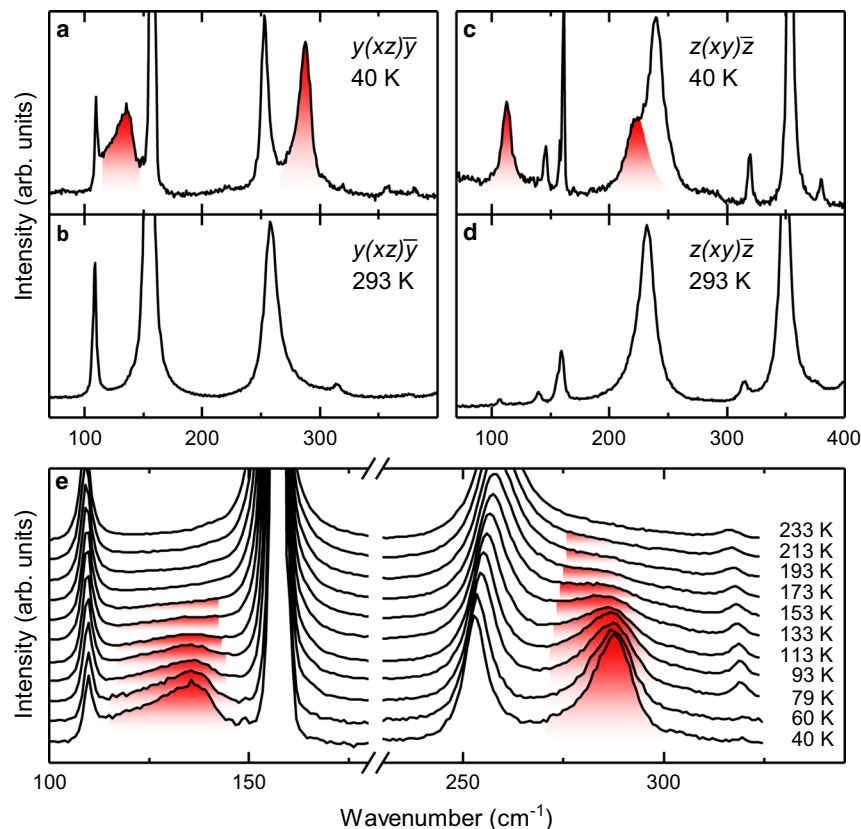 a
y(xz)y̅
40 K
c
z(xy)z̅
40 K
b
y(xz)y̅
293 K
d
z(xy)z̅
293 K
Intensity (arb. units)
100 200 300
100 200 300 400
e
233 K
213 K
193 K
173 K
153 K
133 K
113 K
93 K
79 K
60 K
40 K
Intensity (arb. units)
100 150 250 300
Wavenumber (cm⁻¹)